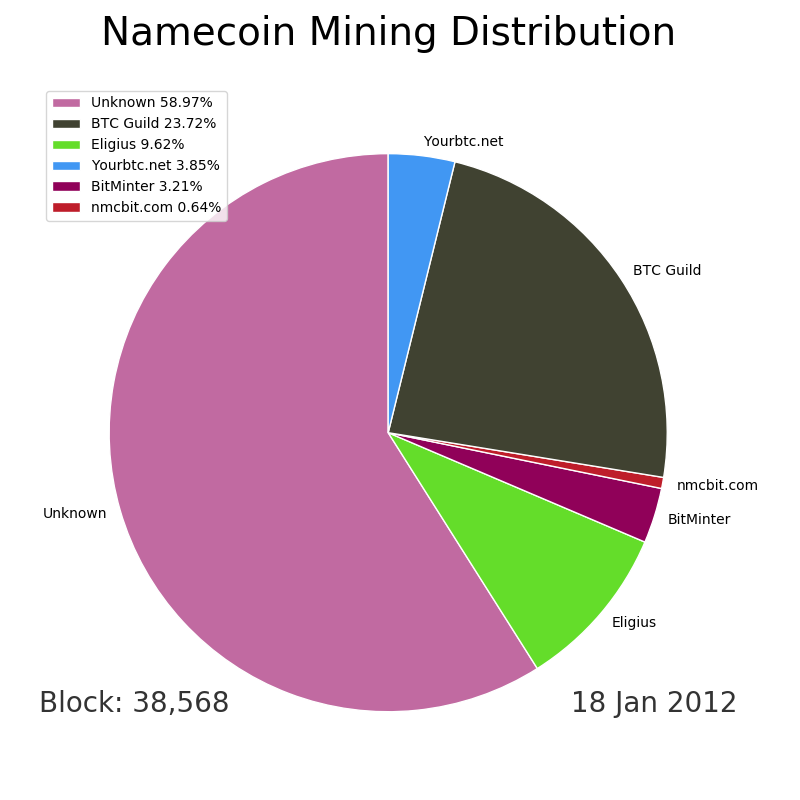 Namecoin Mining Distribution
Unknown 58.97%
BTC Guild 23.72%
Eligius 9.62%
Yourbtc.net 3.85%
BitMinter 3.21%
nmcbit.com 0.64%
Yourbtc.net
BTC Guild
nmcbit.com
Unknown
BitMinter
Eligius
Block: 38,568
18 Jan 2012